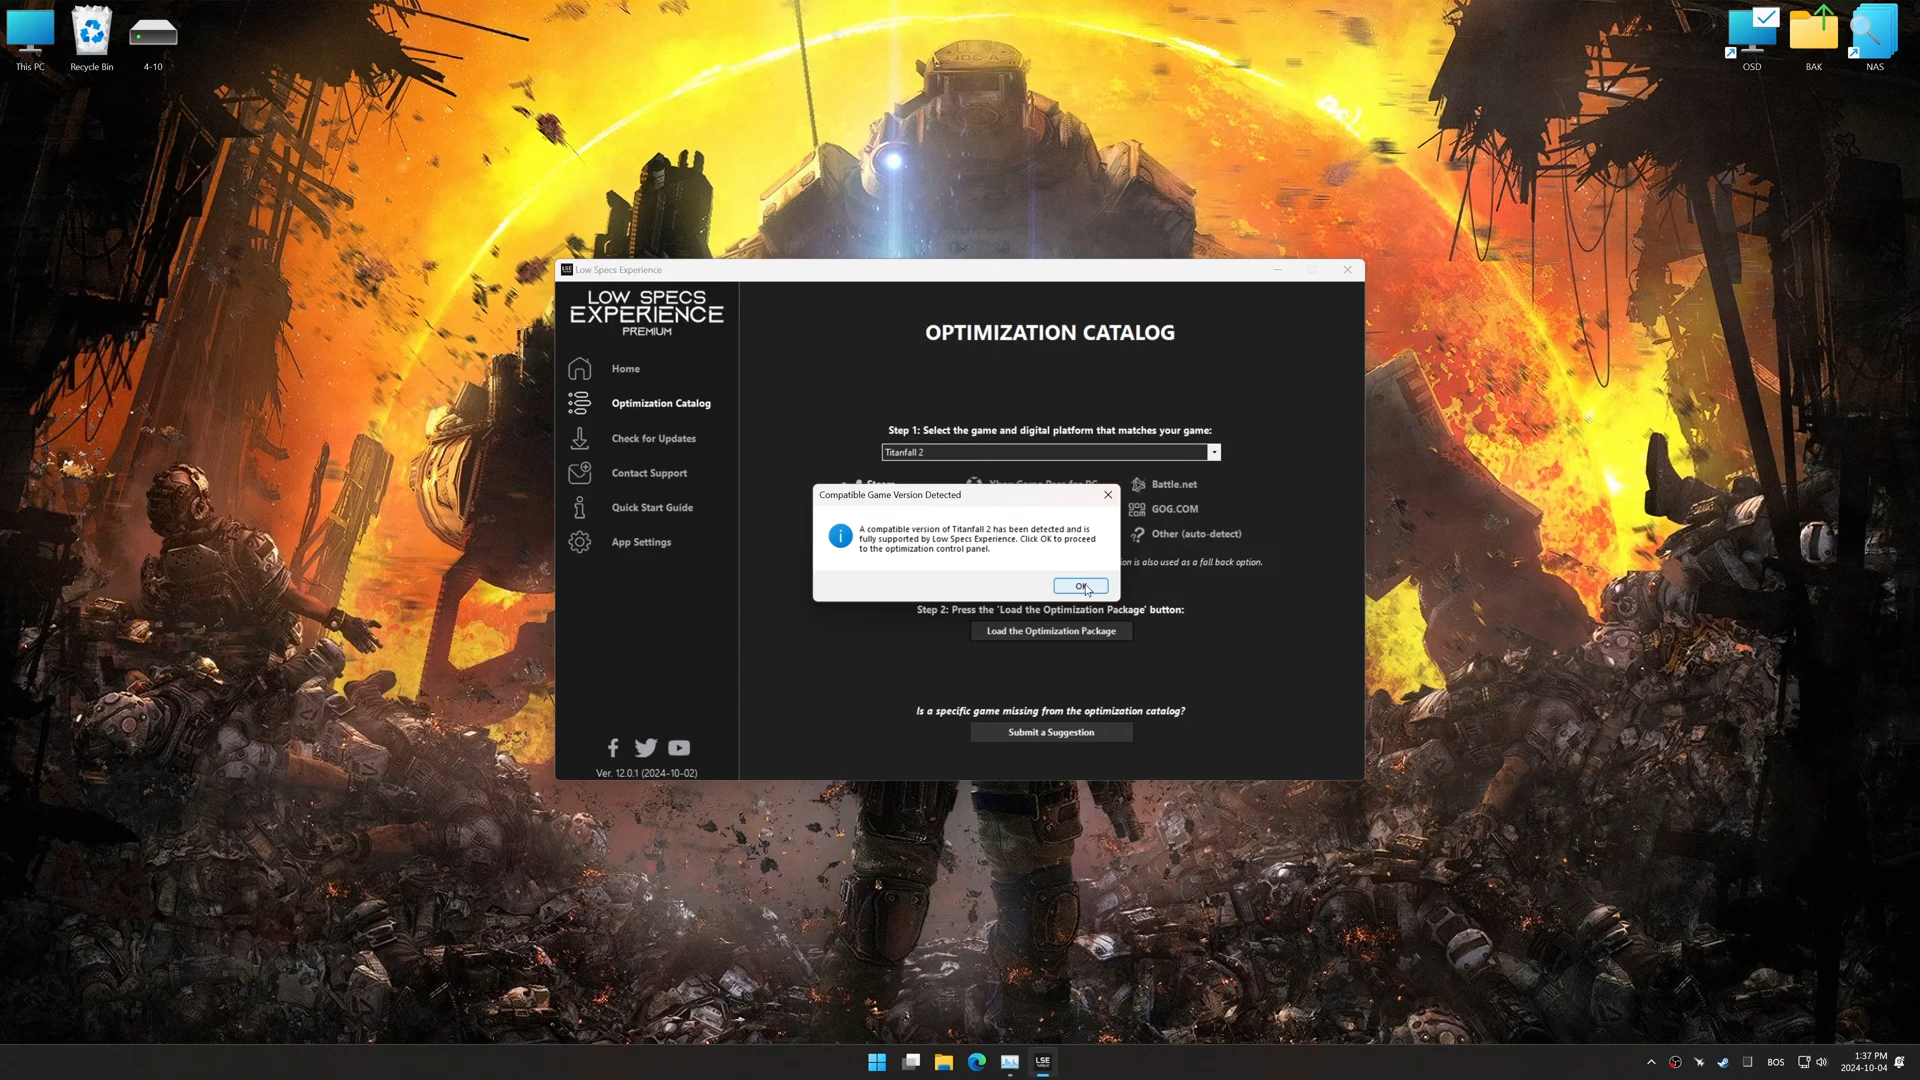 This PC
Recycle Bin
4-10
OSD
BAK
NAS
Low Specs Experience
LOW SPECS
EXPERIENCE
PREMIUM
Home
Optimization Catalog
Check for Updates
Contact Support
Quick Start Guide
App Settings
Ver. 12.0.1 (2024-10-02)
OPTIMIZATION CATALOG
Step 1: Select the game and digital platform that matches your game:
Titanfall 2
Battle.net
GOG.COM
Other (auto-detect)
ion is also used as a fall back option.
Compatible Game Version Detected
A compatible version of Titanfall 2 has been detected and is
fully supported by Low Specs Experience. Click OK to proceed
to the optimization control panel.
OK
Step 2: Press the 'Load the Optimization Package' button:
Load the Optimization Package
Is a specific game missing from the optimization catalog?
Submit a Suggestion
LSE
BOS
1:37 PM
2024-10-04